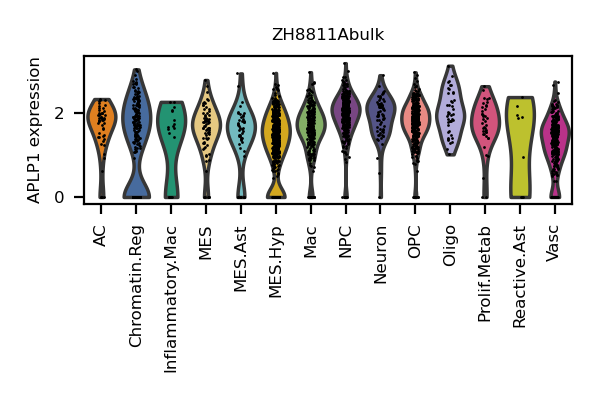 ZH8811Abulk
APLP1 expression
2
0
AC
Chromatin.Reg
Inflammatory.Mac
MES
MES.Ast
MES.Hyp
Mac
NPC
Neuron
OPC
Oligo
Prolif.Metab
Reactive.Ast
Vasc